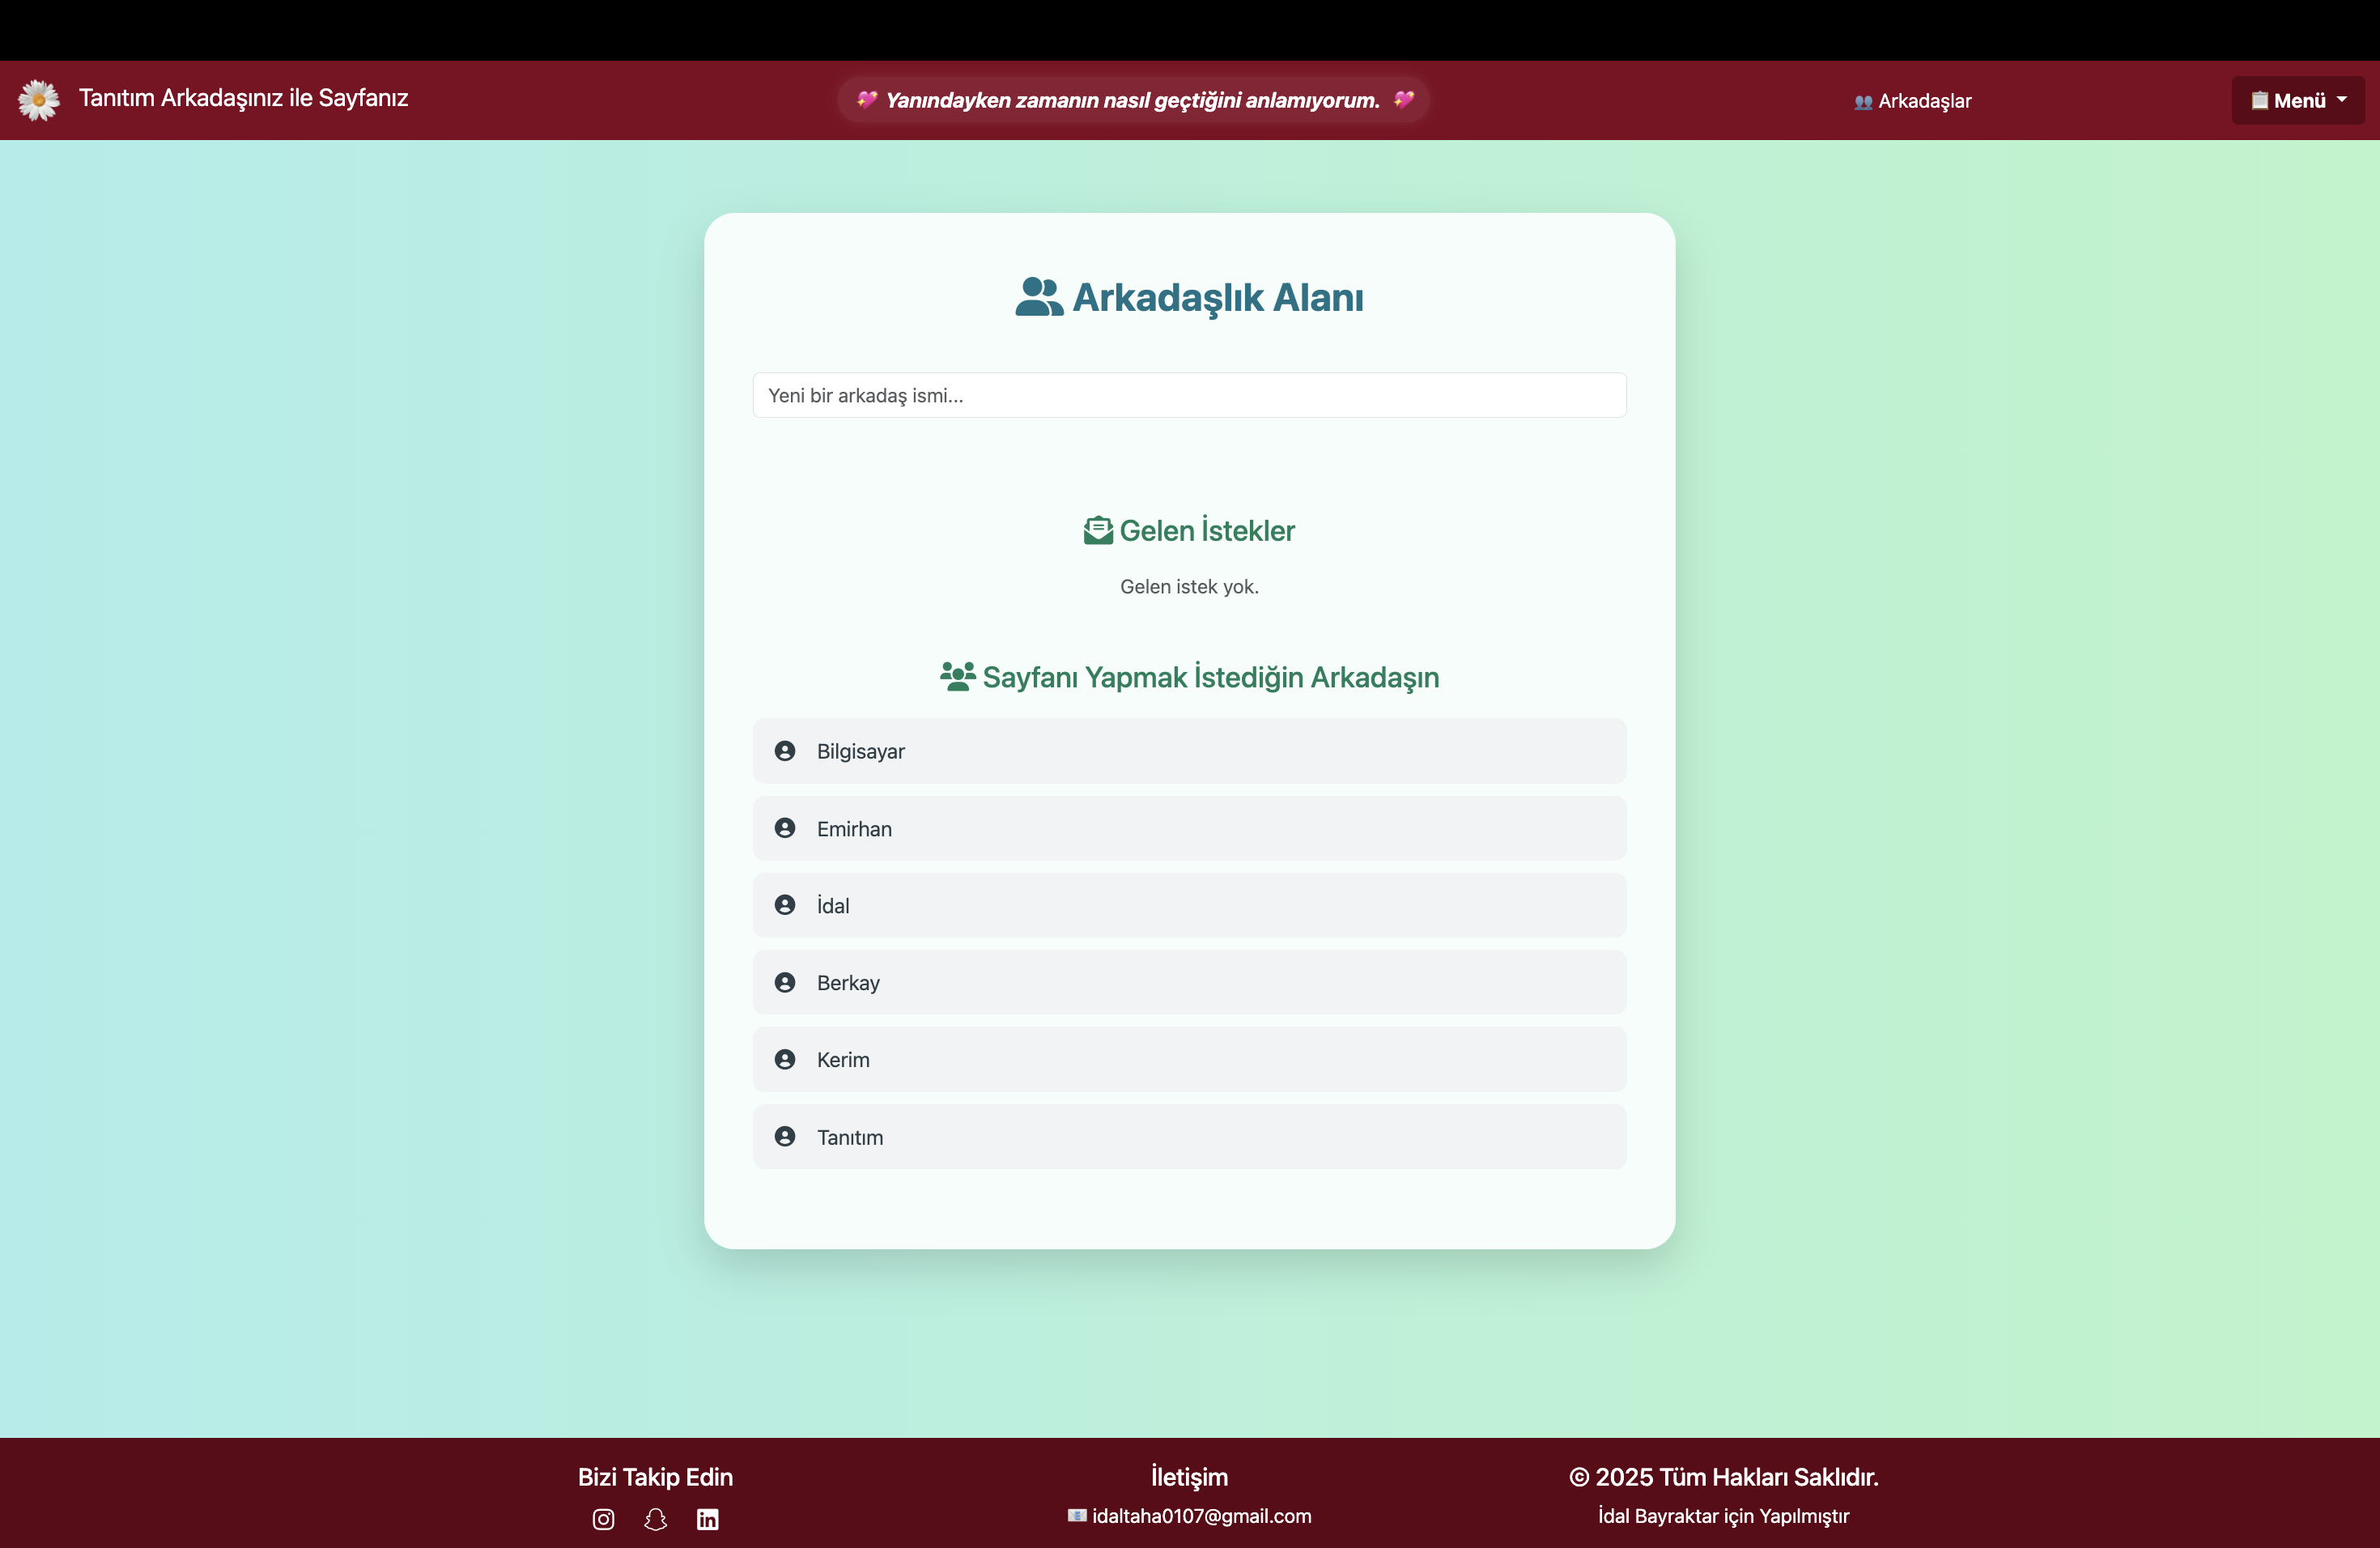 Tanıtım Arkadaşınız ile Sayfanız
💖 Yanındayken zamanın nasıl geçtiğini anlamıyorum. 💖
👥 Arkadaşlar
📋 Menü
Arkadaşlık Alanı
Yeni bir arkadaş ismi...
Gelen İstekler
Gelen istek yok.
Sayfanı Yapmak İstediğin Arkadaşın
Bilgisayar
Emirhan
İdal
Berkay
Kerim
Tanıtım
Bizi Takip Edin
İletişim
📧 idaltaha0107@gmail.com
© 2025 Tüm Hakları Saklıdır.
İdal Bayraktar için Yapılmıştır